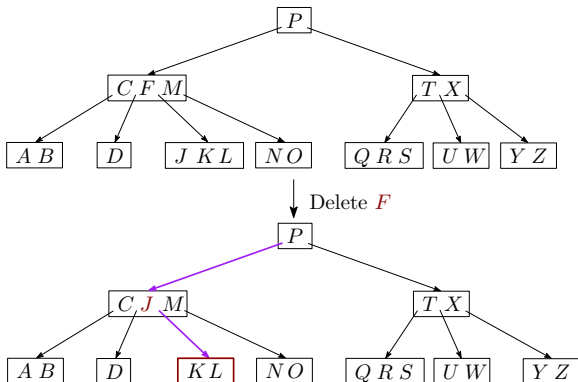 P
C F M T X
A B D J K L N O Q R S U W Y Z
Delete F
P
C J M T X
A B D K L N O Q R S U W Y Z